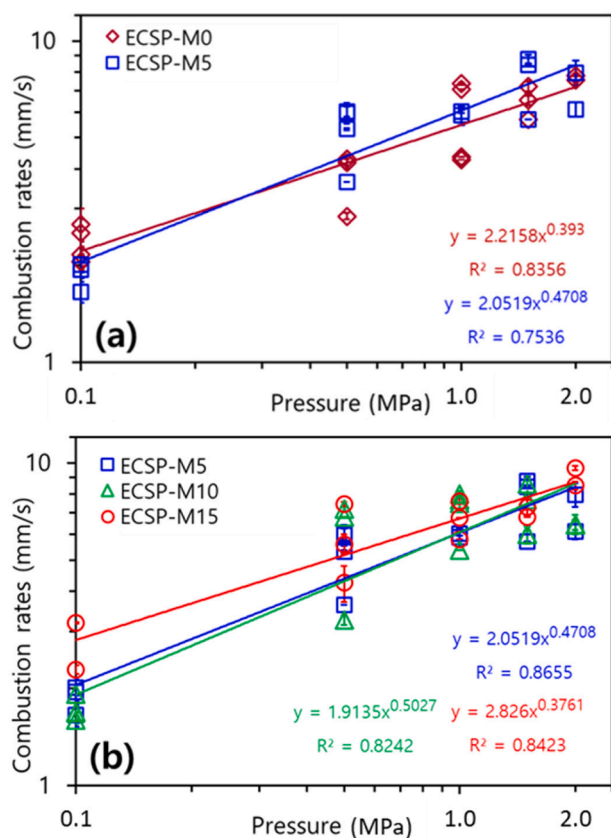 10
ECSP-M0
ECSP-M5
Combustion rates (mm/s)
y = 2.2158x^0.393
R² = 0.8356
y = 2.0519x^0.4708
R² = 0.7536
(a)
1
0.1
1.0
2.0
Pressure (MPa)
10
ECSP-M5
ECSP-M10
ECSP-M15
Combustion rates (mm/s)
y = 2.0519x^0.4708
R² = 0.8655
y = 1.9135x^0.5027
y = 2.826x^0.3761
R² = 0.8242
R² = 0.8423
(b)
1
0.1
1.0
2.0
Pressure (MPa)